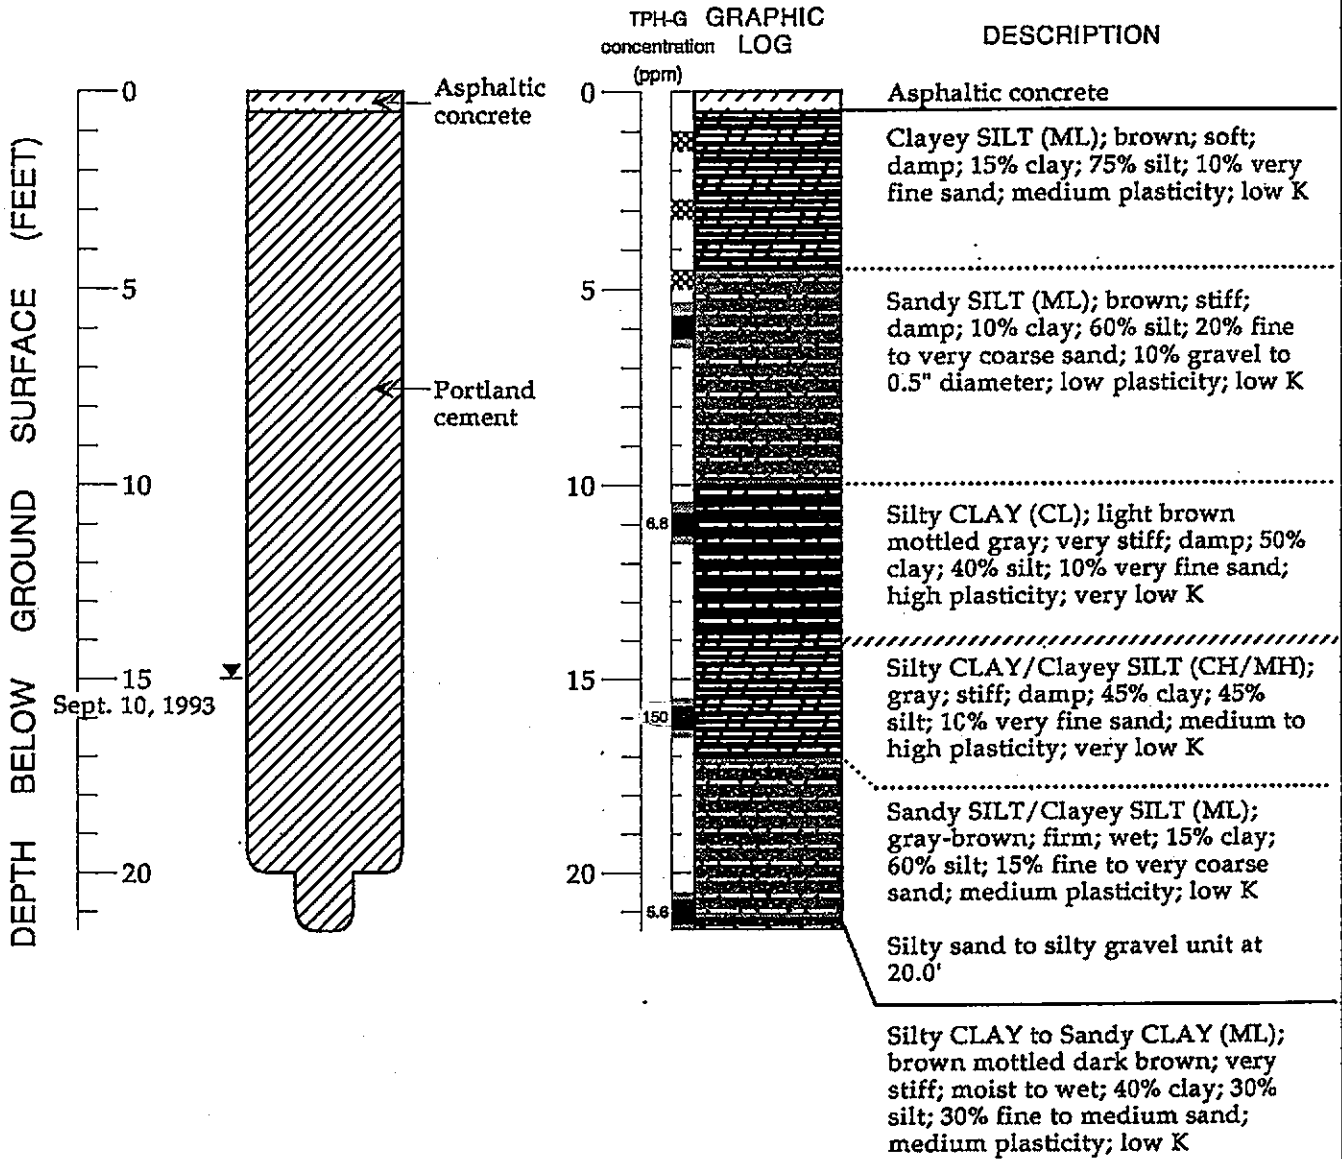 TPH-G
concentration
(ppm)
GRAPHIC
LOG
DESCRIPTION
DEPTH BELOW GROUND SURFACE (FEET)
0
5
10
15
20
Sept. 10, 1993
Asphaltic
concrete
Portland
cement
0
5
10
15
20
6.8
150
5.6
Asphaltic concrete
Clayey SILT (ML); brown; soft;
damp; 15% clay; 75% silt; 10% very
fine sand; medium plasticity; low K
Sandy SILT (ML); brown; stiff;
damp; 10% clay; 60% silt; 20% fine
to very coarse sand; 10% gravel to
0.5" diameter; low plasticity; low K
Silty CLAY (CL); light brown
mottled gray; very stiff; damp; 50%
clay; 40% silt; 10% very fine sand;
high plasticity; very low K
Silty CLAY/Clayey SILT (CH/MH);
gray; stiff; damp; 45% clay; 45%
silt; 10% very fine sand; medium to
high plasticity; very low K
Sandy SILT/Clayey SILT (ML);
gray-brown; firm; wet; 15% clay;
60% silt; 15% fine to very coarse
sand; medium plasticity; low K
Silty sand to silty gravel unit at
20.0'
Silty CLAY to Sandy CLAY (ML);
brown mottled dark brown; very
stiff; moist to wet; 40% clay; 30%
silt; 30% fine to medium sand;
medium plasticity; low K